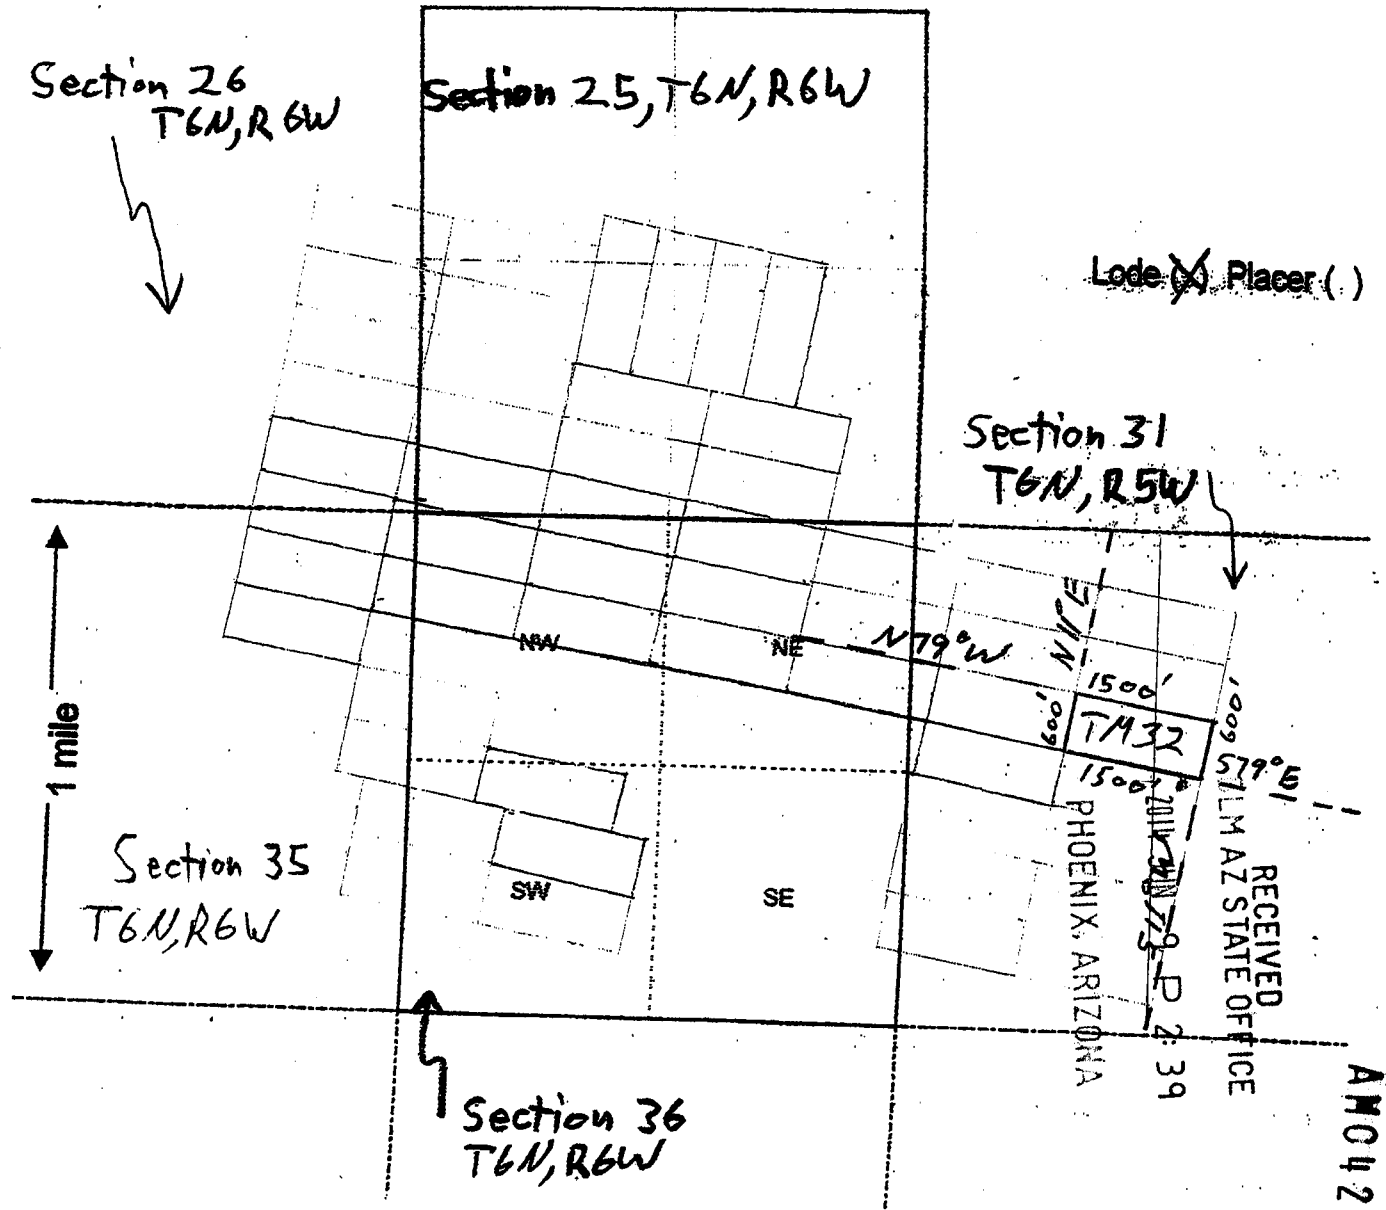 Section 26
T6N, R6W
Section 25, T6N, R6W
Lode (X) Placer ( )
Section 31
T6N, R5W
N11°E
NW
NE
N79°W
1500'
600'
TM32
600'
1500'
S79°E
1 mile
Section 35
T6N, R6W
SW
SE
RECEIVED
AZ STATE OFFICE
P 2:39
PHOENIX, ARIZONA
Section 36
T6N, R6W
AMC42